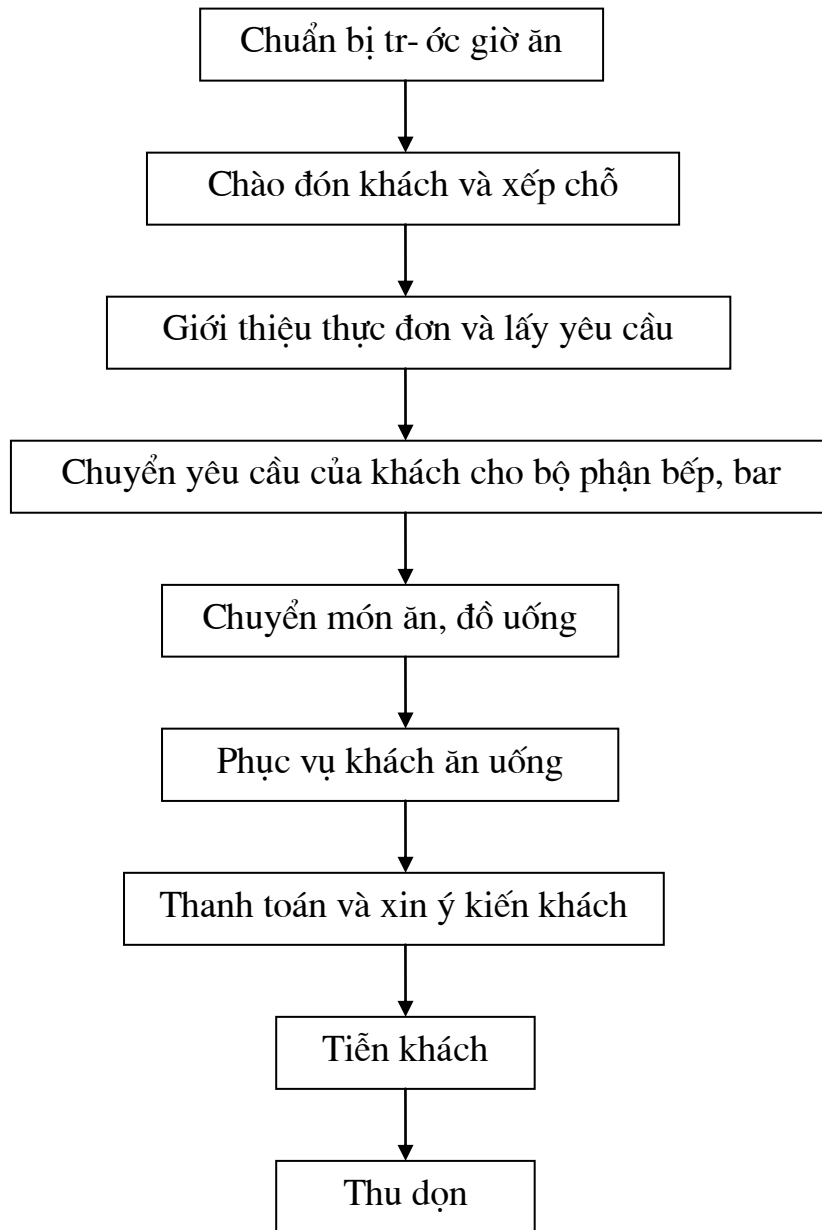 Chuẩn bị tr- ớc giờ ăn
Chào đón khách và xếp chỗ
Giới thiệu thực đơn và lấy yêu cầu
Chuyển yêu cầu của khách cho bộ phận bếp, bar
Chuyển món ăn, đồ uống
Phục vụ khách ăn uống
Thanh toán và xin ý kiến khách
Tiễn khách
Thu dọn